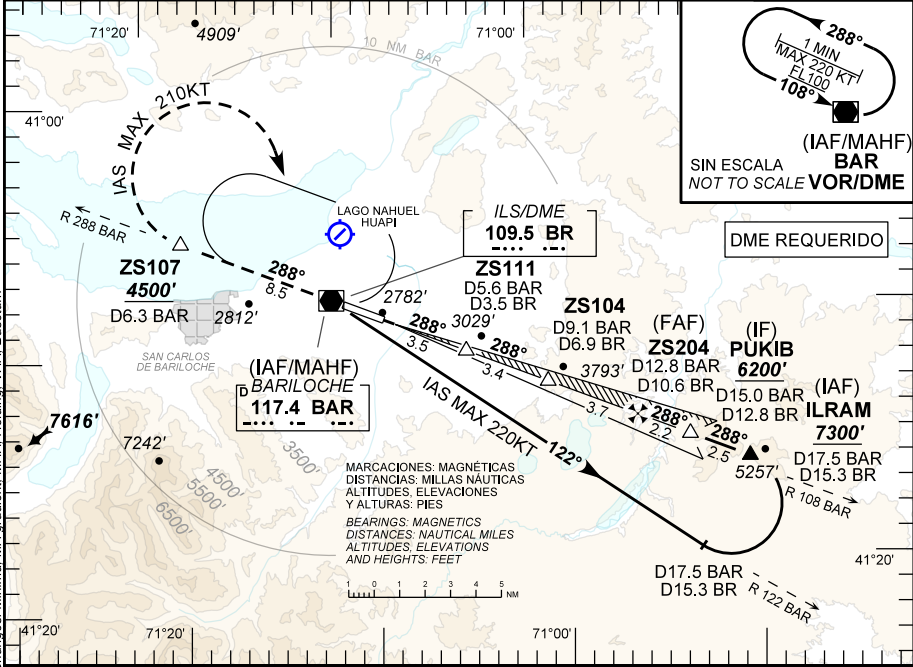 71°20'
4909'
71°00'
10 NM BAR
41°00'
IAS MAX 210KT
288°
1 MIN
MAX 220 KT
FL100
108°
(IAF/MAHF)
BAR
VOR/DME
SIN ESCALA
NOT TO SCALE
DME REQUERIDO
R 288 BAR
LAGO NAHUEL
HUAPI
ILS/DME
109.5 BR
ZS107
4500'
D6.3 BAR
288°
8.5
2812'
SAN CARLOS
DE BARILOCHE
2782'
ZS111
D5.6 BAR
D3.5 BR
3029'
288°
3.5
288°
3.4
ZS104
D9.1 BAR
D6.9 BR
3793'
3.7
(FAF)
ZS204
D12.8 BAR
D10.6 BR
288°
2.2
(IF)
PUKIB
6200'
D15.0 BAR
D12.8 BR
288°
2.5
(IAF)
ILRAM
7300'
D17.5 BAR
D15.3 BR
5257'
R 108 BAR
(IAF/MAHF)
BARILOCHE
D
117.4 BAR
IAS MAX 220KT
122°
7616'
7242'
3500'
4500'
5500'
6500'
MARCACIONES: MAGNÉTICAS
DISTANCIAS: MILLAS NÁUTICAS
ALTITUDES, ELEVACIONES
Y ALTURAS: PIES
BEARINGS: MAGNETICS
DISTANCES: NAUTICAL MILES
ALTITUDES, ELEVATIONS
AND HEIGHTS: FEET
1 0 1 2 3 4 5
NM
D17.5 BAR
D15.3 BR
R 122 BAR
41°20'
41°20'
71°20'
71°00'